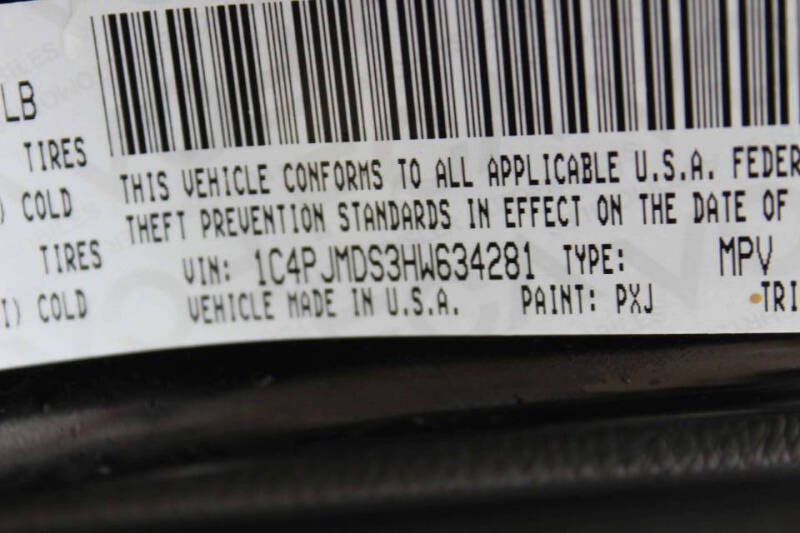 LB
TIRES
) COLD
TIRES
I) COLD
THIS VEHICLE CONFORMS TO ALL APPLICABLE U.S.A. FEDER
THEFT PREVENTION STANDARDS IN EFFECT ON THE DATE OF
VIN: 1C4PJMDS3HW634281 TYPE: MPV
VEHICLE MADE IN U.S.A. PAINT: PXJ TRI